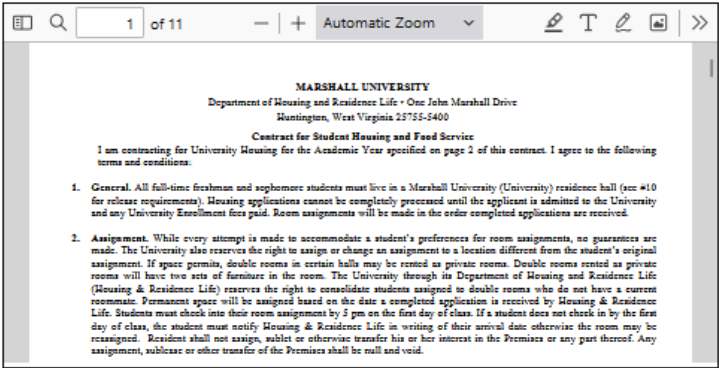 1 of 11 Automatic Zoom
MARSHALL UNIVERSITY
Department of Housing and Residence Life • One John Marshall Drive
Huntington, West Virginia 25755-5400
Contract for Student Housing and Food Service
I am contracting for University Housing for the Academic Year specified on page 2 of this contract. I agree to the following
terms and conditions:
1. General. All full-time freshman and sophomore students must live in a Marshall University (University) residence hall (see #10
for release requirements). Housing applications cannot be completely processed until the applicant is admitted to the University
and any University Enrollment fees paid. Room assignments will be made in the order completed applications are received.
2. Assignment. While every attempt is made to accommodate a student's preferences for room assignments, no guarantees are
made. The University also reserves the right to assign or change an assignment to a location different from the student's original
assignment. If space permits, double rooms in certain halls may be rented as private rooms. Double rooms rented as private
rooms will have two sets of furniture in the room. The University through its Department of Housing and Residence Life
(Housing & Residence Life) reserves the right to consolidate students assigned to double rooms who do not have a current
roommate. Permanent space will be assigned based on the date a completed application is received by Housing & Residence
Life. Students must check into their room assignment by 5 pm on the first day of class. If a student does not check in by the first
day of class, the student must notify Housing & Residence Life in writing of their arrival date otherwise the room may be
reassigned. Resident shall not assign, sublet or otherwise transfer his or her interest in the Premises or any part thereof. Any
assignment, sublease or other transfer of the Premises shall be null and void.